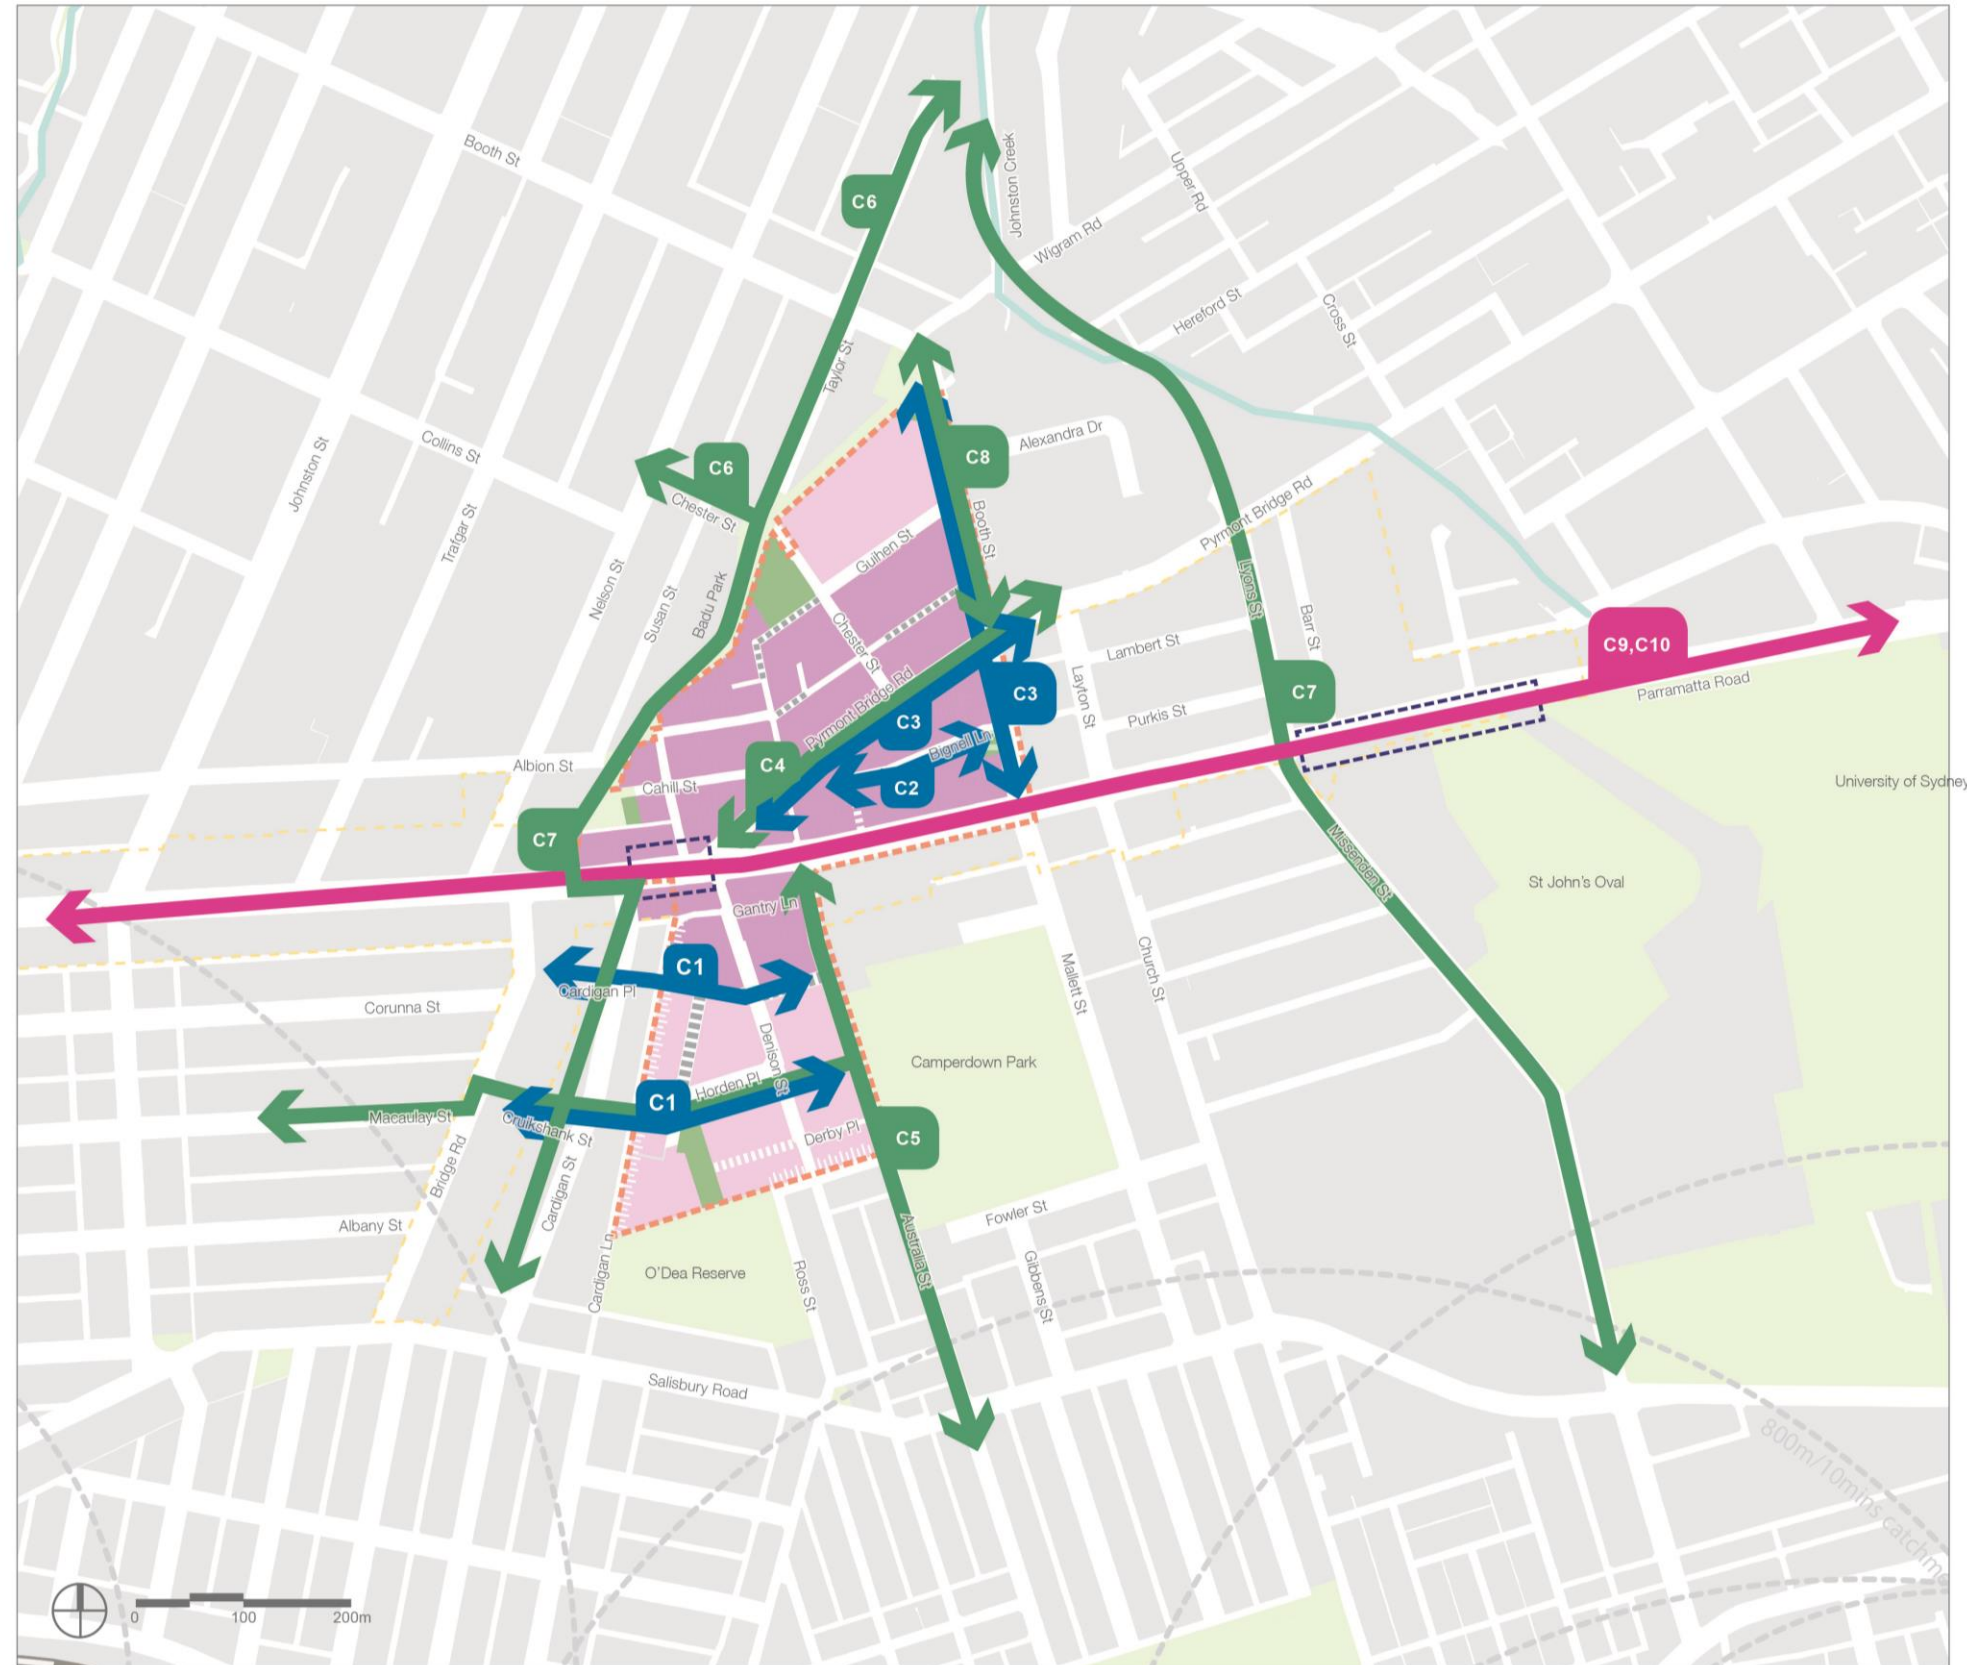 Booth St
Johnston Creek
Upper Rd
C6
Wigram Rd
Hereford St
Cross St
Taylor St
Collins St
Johnston St
C6
Chester St
C8
Alexandra Dr
Trafgar St
Booth St
Pyrmont Bridge Rd
Guihen St
Nelson St
Susan St
Badu Park
Lyons St
Barr St
Chester St
Lambert St
C9,C10
Layton St
C3
C7
Parramatta Road
Pyrmont Bridge Rd
C3
Purkis St
Bignell Ln
Albion St
C4
Cahill St
C2
University of Sydney
C7
Missenden St
St John's Oval
Gantry Ln
C1
Cardigan Pl
Corunna St
Mallett St
Church St
Denison St
Camperdown Park
Horden Pl
C1
Macaulay St
Cruikshank St
Derby Pl
C5
Bridge Rd
Cardigan St
Albany St
Fowler St
Australia St
Cardigan Ln
O'Dea Reserve
Ross St
Gibbens St
Salisbury Road
800m/10mins catchm
0 100 200m